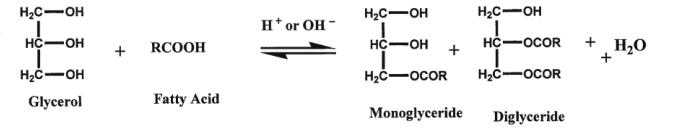 H₂C—OH H₂C—OH H₂C—OH
H⁺ or OH⁻
HC—OH + RCOOH HC—OH + HC—OCOR + + H₂O
H₂C—OH H₂C—OCOR H₂C—OCOR
Glycerol Fatty Acid Monoglyceride Diglyceride